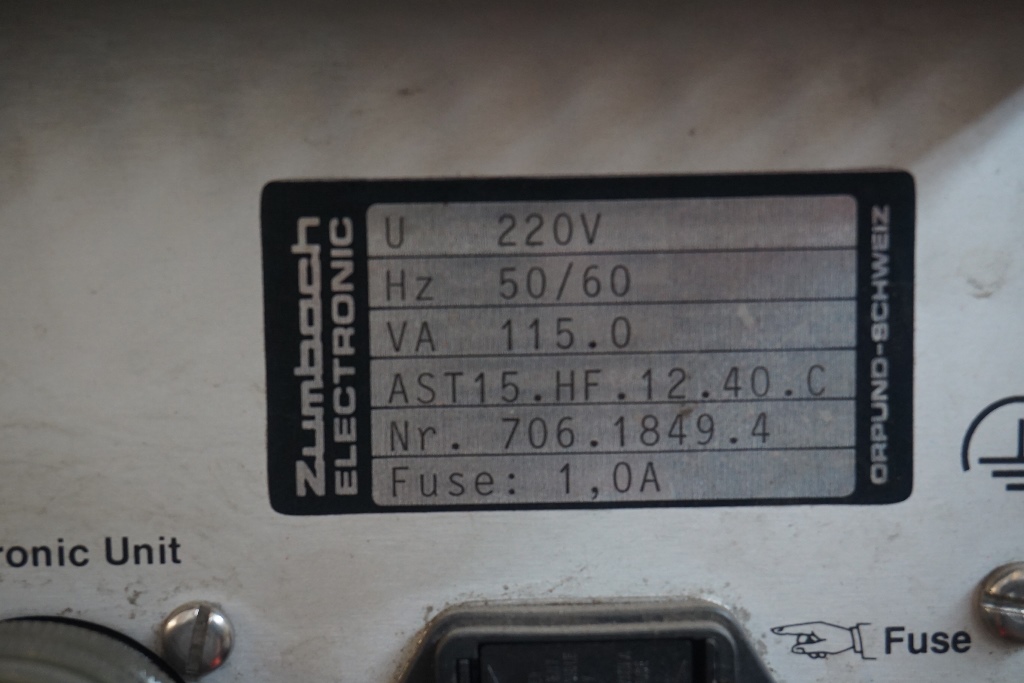 Zumbach
ELECTRONIC
U 220V
Hz 50/60
VA 115.0
AST15.HF.12.40.C
Nr. 706.1849.4
Fuse: 1,0A
ORPUND-SCHWEIZ
ronic Unit
Fuse